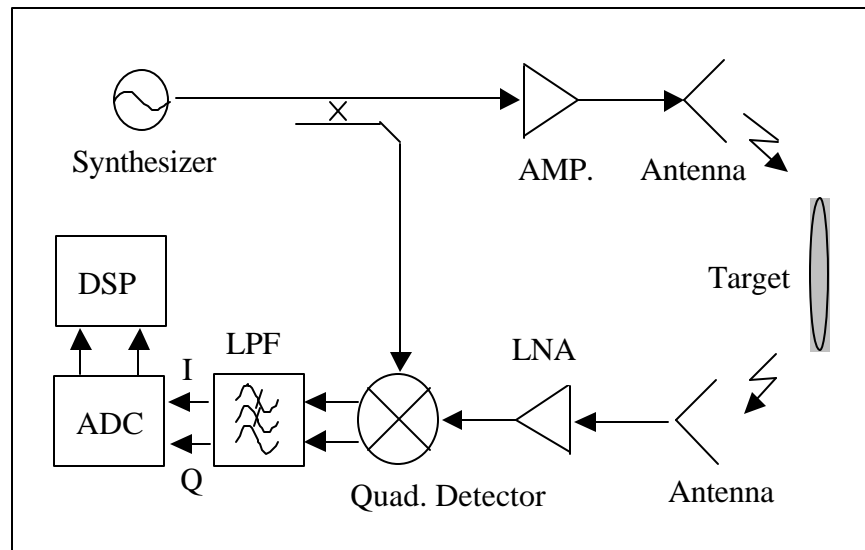 Synthesizer
AMP.
Antenna
Target
DSP
LPF
LNA
I
ADC
Q
Quad. Detector
Antenna